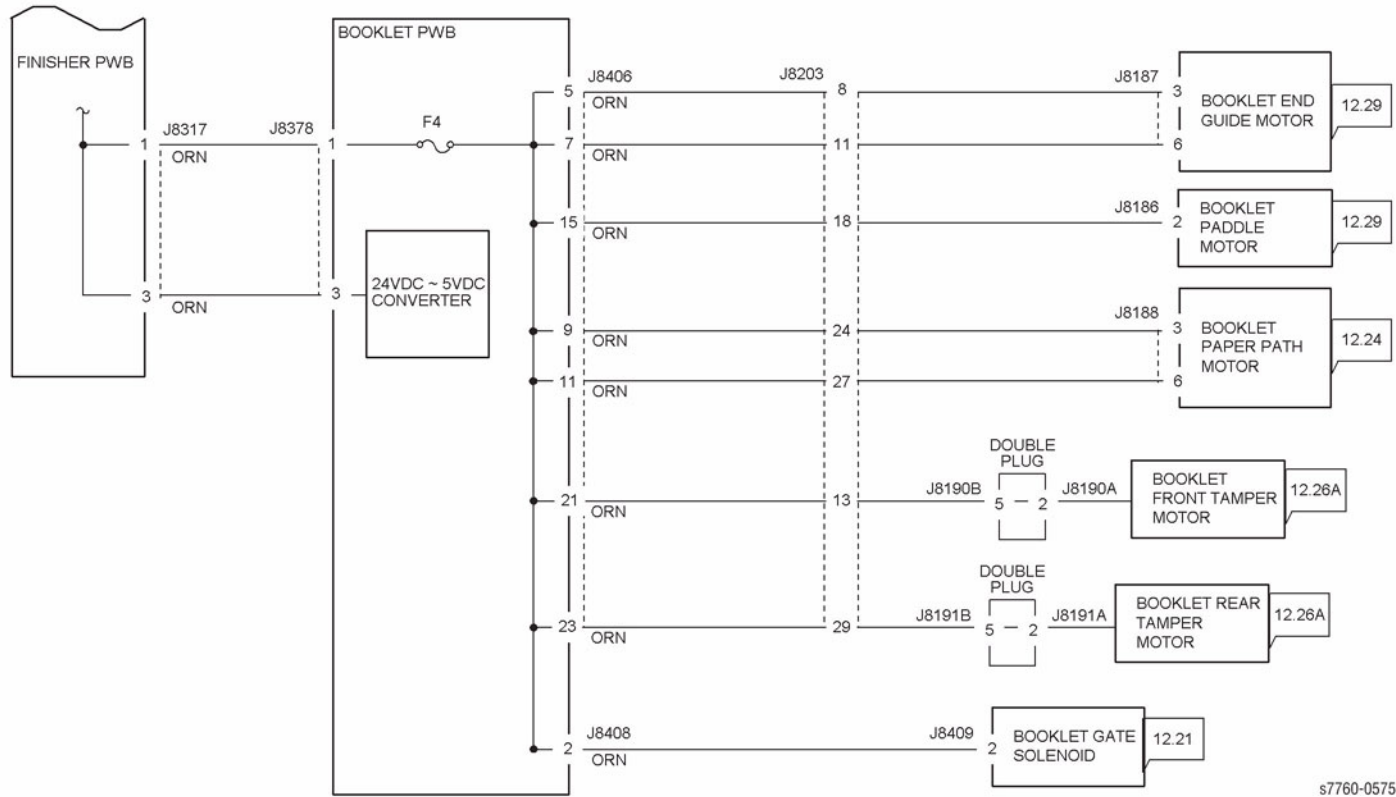 FINISHER PWB
BOOKLET PWB
J8317
J8378
1
1
F4
ORN
3
3
ORN
24VDC ~ 5VDC
CONVERTER
5
J8406
J8203
8
J8187
3
ORN
BOOKLET END
GUIDE MOTOR
12.29
7
11
6
ORN
15
18
J8186
2
ORN
BOOKLET
PADDLE
MOTOR
12.29
9
24
J8188
3
ORN
BOOKLET
PAPER PATH
MOTOR
12.24
11
27
6
ORN
DOUBLE
PLUG
21
13
J8190B
5 – 2
J8190A
ORN
BOOKLET
FRONT TAMPER
MOTOR
12.26A
DOUBLE
PLUG
23
29
J8191B
5 – 2
J8191A
ORN
BOOKLET REAR
TAMPER
MOTOR
12.26A
2
J8408
J8409
2
ORN
BOOKLET GATE
SOLENOID
12.21
s7760-0575